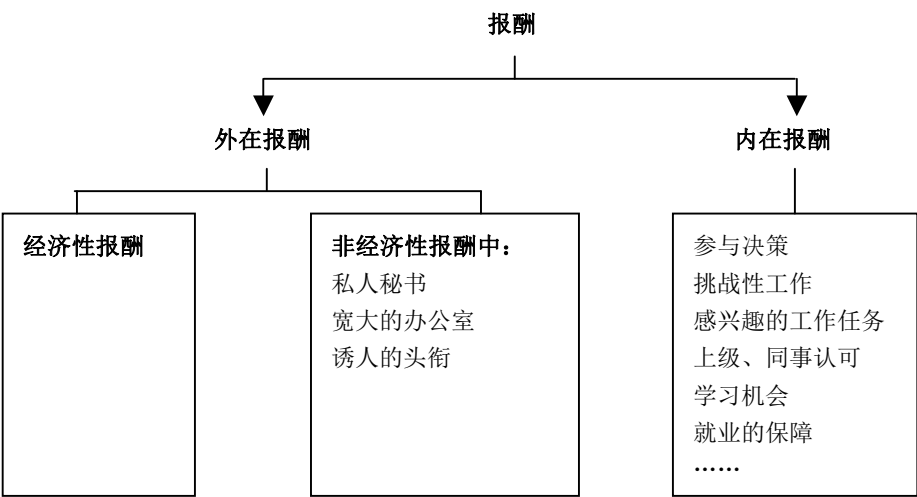 报酬
外在报酬
内在报酬
经济性报酬
非经济性报酬中：
私人秘书
宽大的办公室
诱人的头衔
参与决策
挑战性工作
感兴趣的工作任务
上级、同事认可
学习机会
就业的保障
……